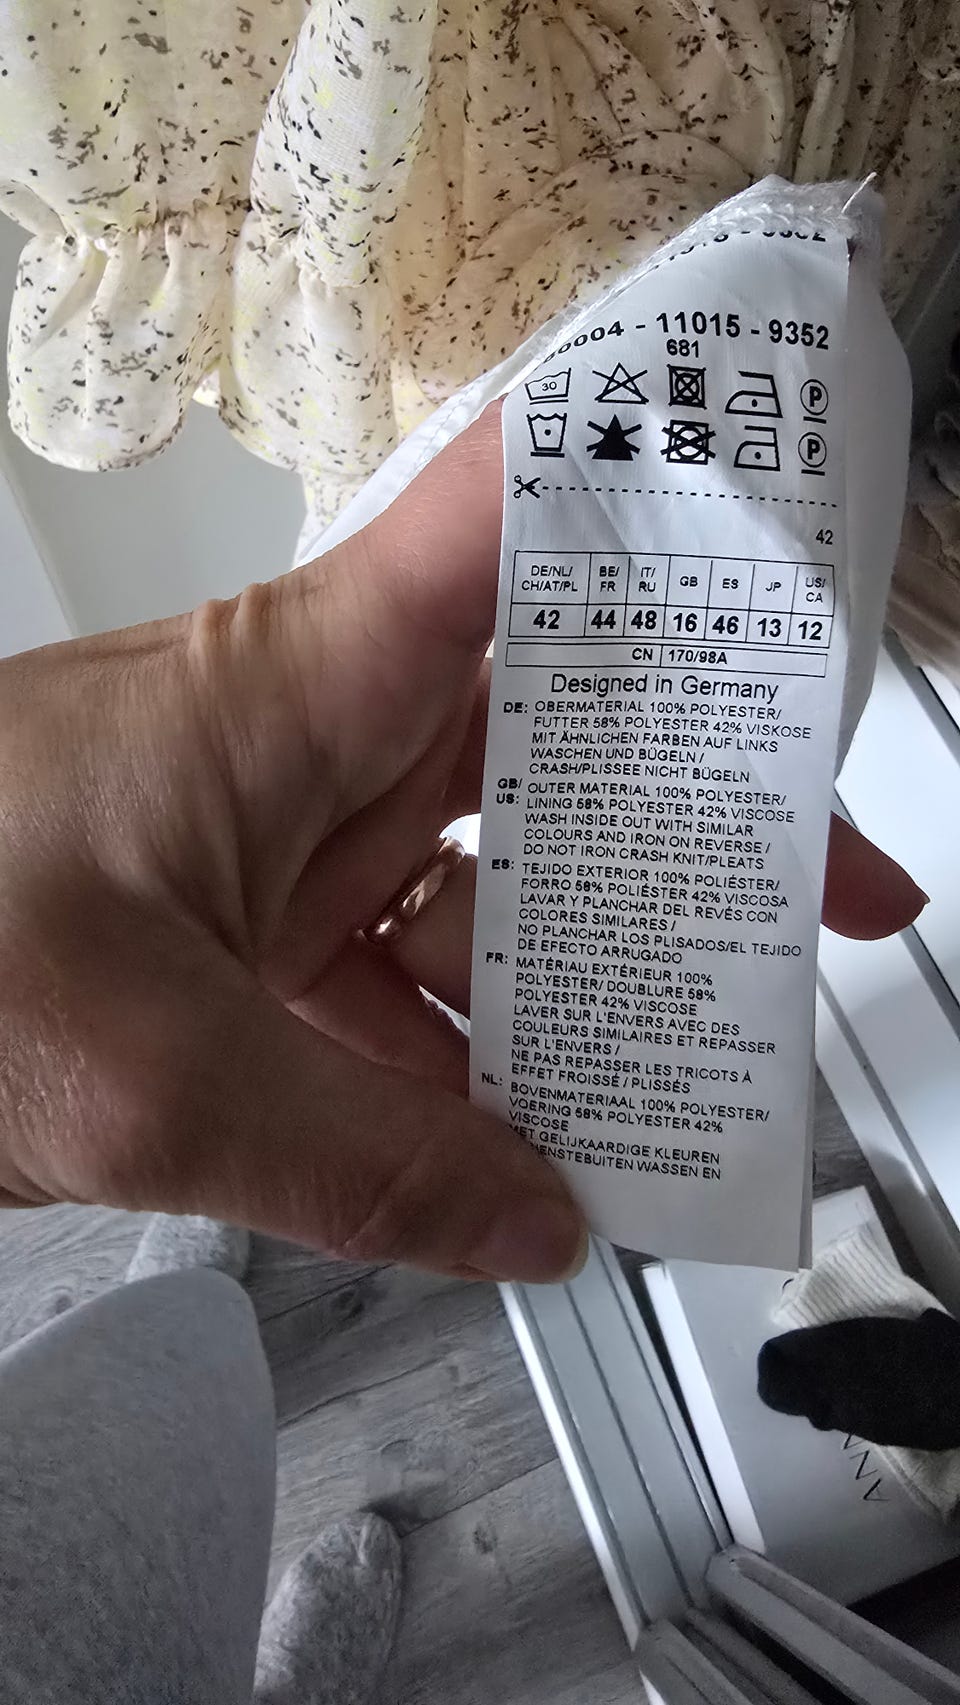 - 11015 - 9352
681
30
P
P
42
DE/NL/ CH/AT/PL BE/ FR IT/ RU GB ES JP US/ CA
42 44 48 16 46 13 12
CN 170/98A
Designed in Germany
DE: OBERMATERIAL 100% POLYESTER/
FUTTER 58% POLYESTER 42% VISKOSE
MIT ÄHNLICHEN FARBEN AUF LINKS
WASCHEN UND BÜGELN /
CRASH/PLISSEE NICHT BÜGELN
GB/ US: OUTER MATERIAL 100% POLYESTER/
LINING 58% POLYESTER 42% VISCOSE
WASH INSIDE OUT WITH SIMILAR
COLOURS AND IRON ON REVERSE /
DO NOT IRON CRASH KNIT/PLEATS
ES: TEJIDO EXTERIOR 100% POLIÉSTER/
FORRO 58% POLIÉSTER 42% VISCOSA
LAVAR Y PLANCHAR DEL REVÉS CON
COLORES SIMILARES /
NO PLANCHAR LOS PLISADOS/EL TEJIDO
DE EFECTO ARRUGADO
FR: MATÉRIAU EXTÉRIEUR 100%
POLYESTER/ DOUBLURE 58%
POLYESTER 42% VISCOSE
LAVER SUR L'ENVERS AVEC DES
COULEURS SIMILAIRES ET REPASSER
SUR L'ENVERS /
NE PAS REPASSER LES TRICOTS À
EFFET FROISSÉ / PLISSÉS
NL: BOVENMATERIAAL 100% POLYESTER/
VOERING 58% POLYESTER 42%
VISCOSE
MET GELIJKAARDIGE KLEUREN
WASSEN EN